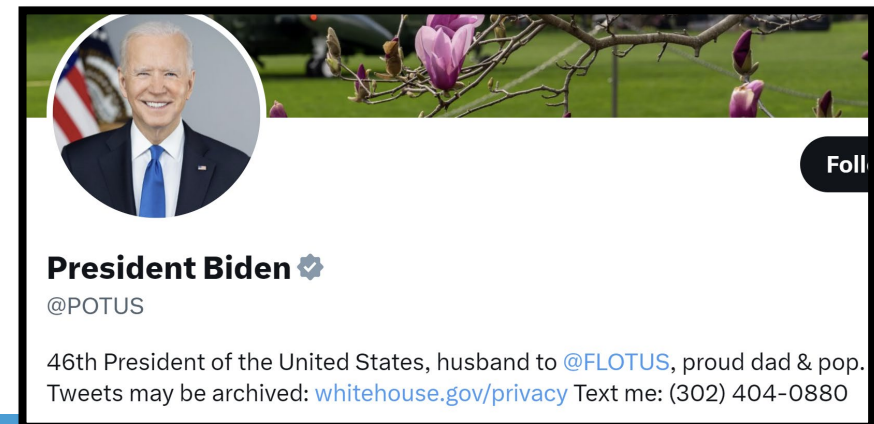 Foll
President Biden
@POTUS
46th President of the United States, husband to @FLOTUS, proud dad & pop.
Tweets may be archived: whitehouse.gov/privacy Text me: (302) 404-0880